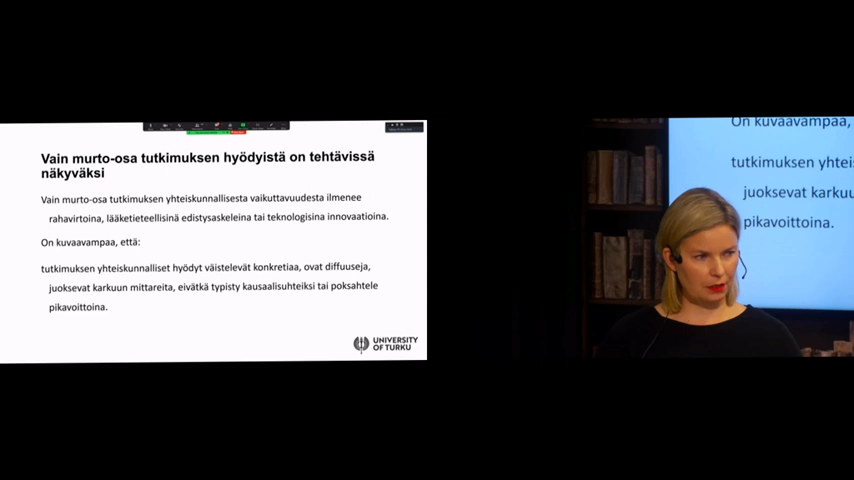 Vain murto-osa tutkimuksen hyödyistä on tehtävissä
näkyväksi
Vain murto-osa tutkimuksen yhteiskunnallisesta vaikuttavuudesta ilmenee
rahavirtoina, lääketieteellisinä edistysaskeleina tai teknologisina innovaatioina.
On kuvaavampaa, että:
tutkimuksen yhteiskunnalliset hyödyt väistelevät konkretiaa, ovat diffuuseja,
juoksevat karkuun mittareita, eivätkä typisty kausaalisuhteiksi tai poksahtele
pikavoittoina.
UNIVERSITY
OF TURKU
On kuvaavampaa,
tutkimuksen yhteis
juoksevat karkuu
pikavoittoina.